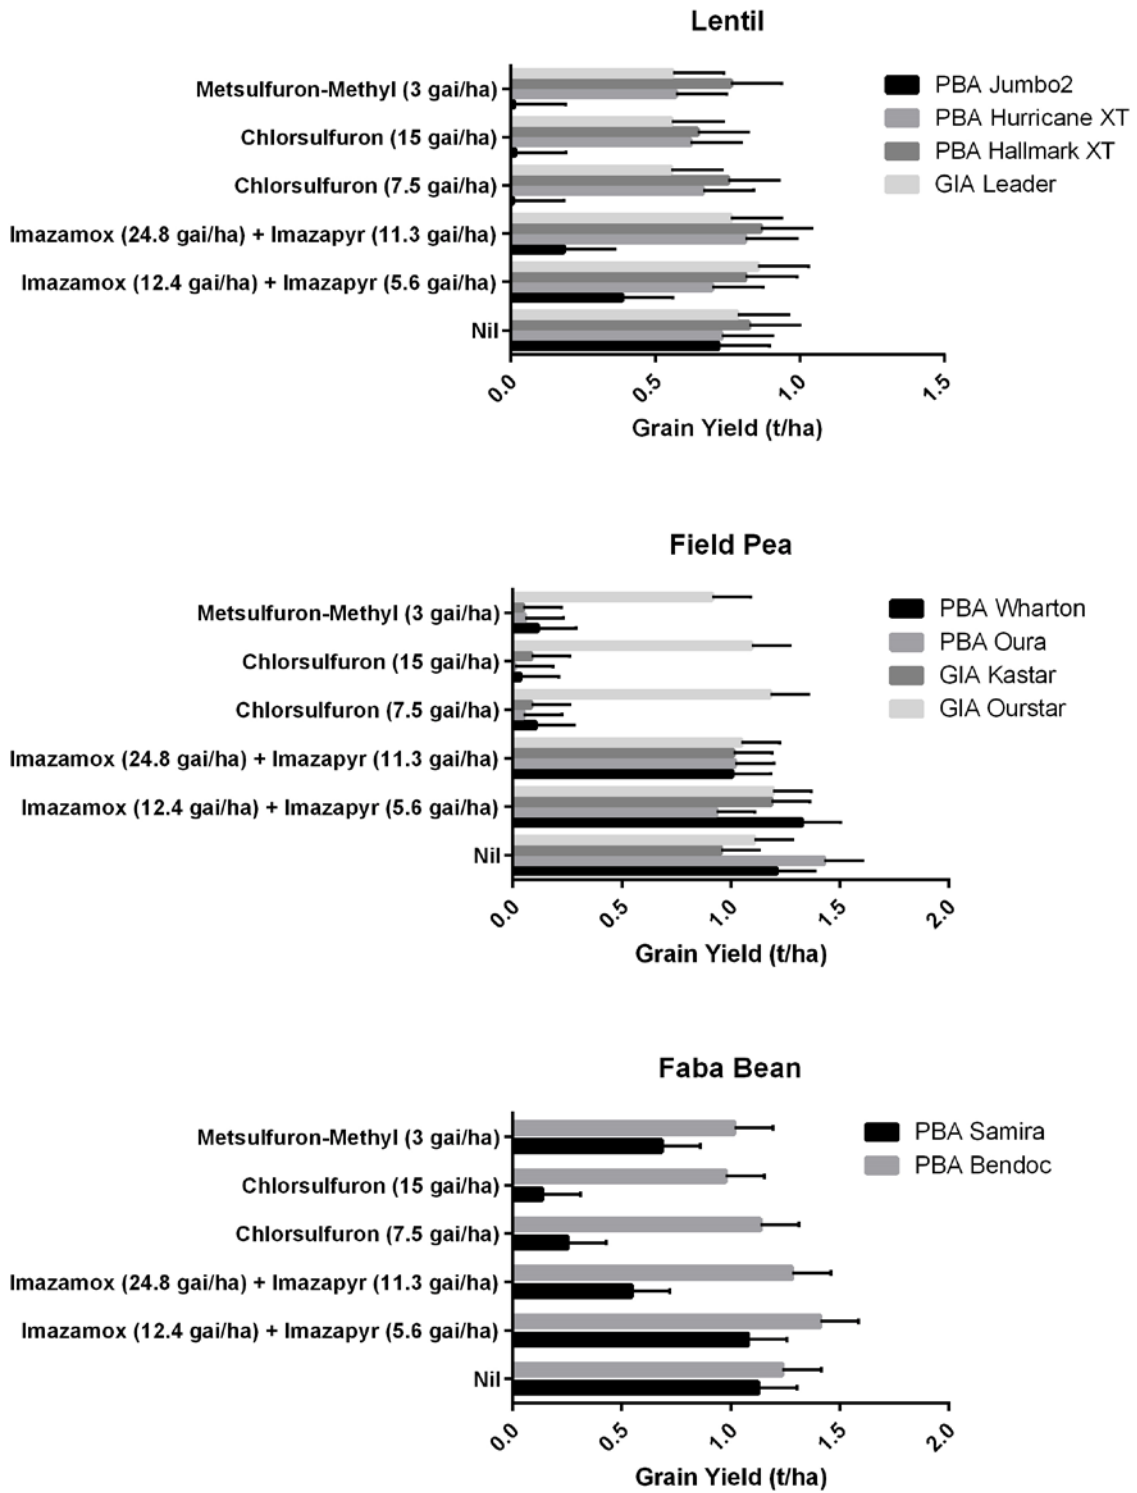 Lentil
Metsulfuron-Methyl (3 gai/ha)
Chlorsulfuron (15 gai/ha)
Chlorsulfuron (7.5 gai/ha)
Imazamox (24.8 gai/ha) + Imazapyr (11.3 gai/ha)
Imazamox (12.4 gai/ha) + Imazapyr (5.6 gai/ha)
Nil
PBA Jumbo2
PBA Hurricane XT
PBA Hallmark XT
GIA Leader
0.0
0.5
1.0
1.5
Grain Yield (t/ha)
Field Pea
Metsulfuron-Methyl (3 gai/ha)
Chlorsulfuron (15 gai/ha)
Chlorsulfuron (7.5 gai/ha)
Imazamox (24.8 gai/ha) + Imazapyr (11.3 gai/ha)
Imazamox (12.4 gai/ha) + Imazapyr (5.6 gai/ha)
Nil
PBA Wharton
PBA Oura
GIA Kastar
GIA Ourstar
0.0
0.5
1.0
1.5
2.0
Grain Yield (t/ha)
Faba Bean
Metsulfuron-Methyl (3 gai/ha)
Chlorsulfuron (15 gai/ha)
Chlorsulfuron (7.5 gai/ha)
Imazamox (24.8 gai/ha) + Imazapyr (11.3 gai/ha)
Imazamox (12.4 gai/ha) + Imazapyr (5.6 gai/ha)
Nil
PBA Samira
PBA Bendoc
0.0
0.5
1.0
1.5
2.0
Grain Yield (t/ha)